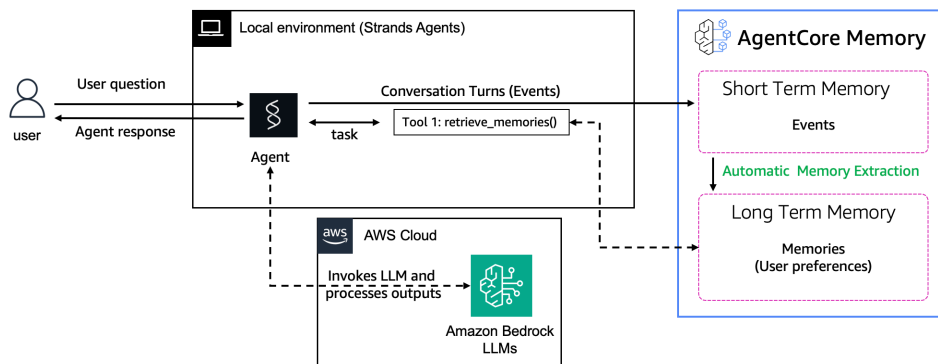 Local environment (Strands Agents)
AgentCore Memory
User question
Conversation Turns (Events)
Short Term Memory
Events
user
Agent response
task
Tool 1: retrieve_memories()
Agent
Automatic Memory Extraction
Long Term Memory
Memories
(User preferences)
aws
AWS Cloud
Invokes LLM and
processes outputs
Amazon Bedrock
LLMs